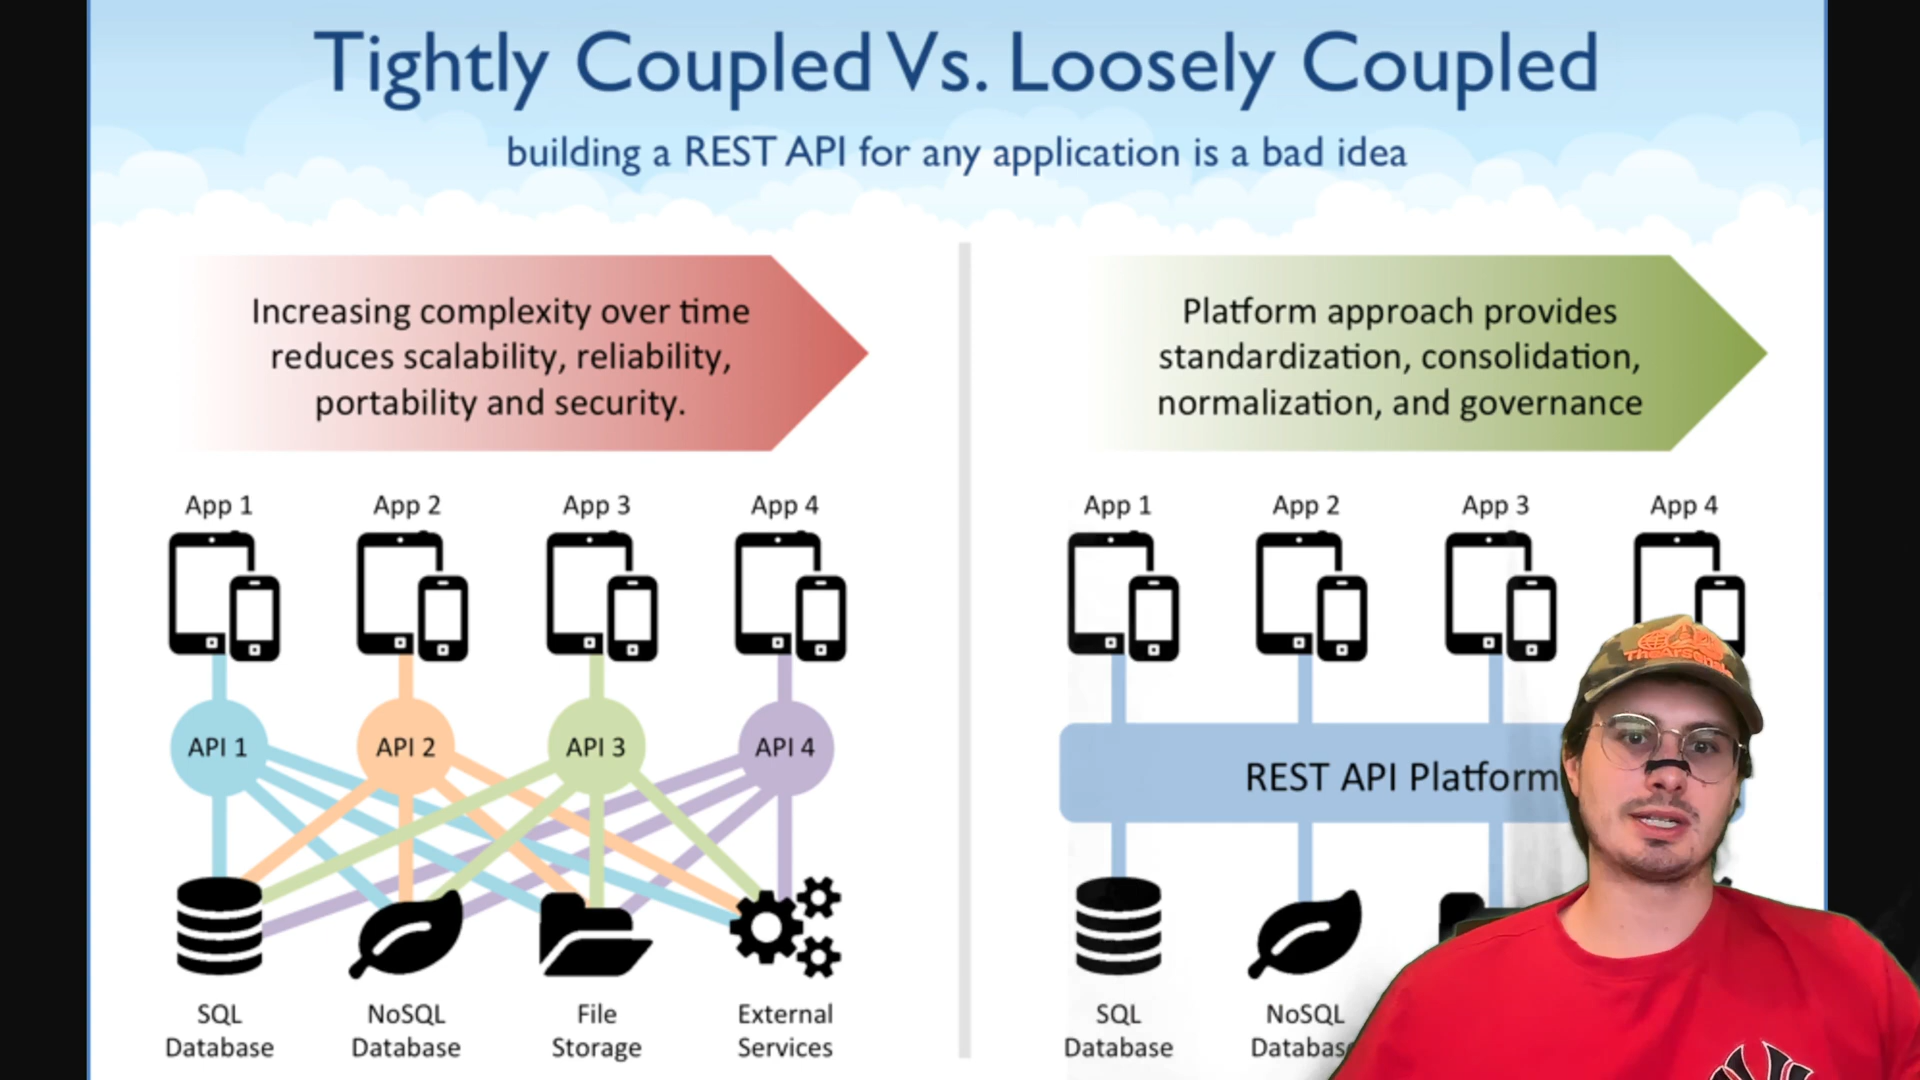 Tightly Coupled Vs. Loosely Coupled
building a REST API for any application is a bad idea
Increasing complexity over time
reduces scalability, reliability,
portability and security.
App 1 App 2 App 3 App 4
API 1 API 2 API 3 API 4
SQL
Database
NoSQL
Database
File
Storage
External
Services
Platform approach provides
standardization, consolidation,
normalization, and governance
App 1 App 2 App 3 App 4
REST API Platform
SQL
Database
NoSQL